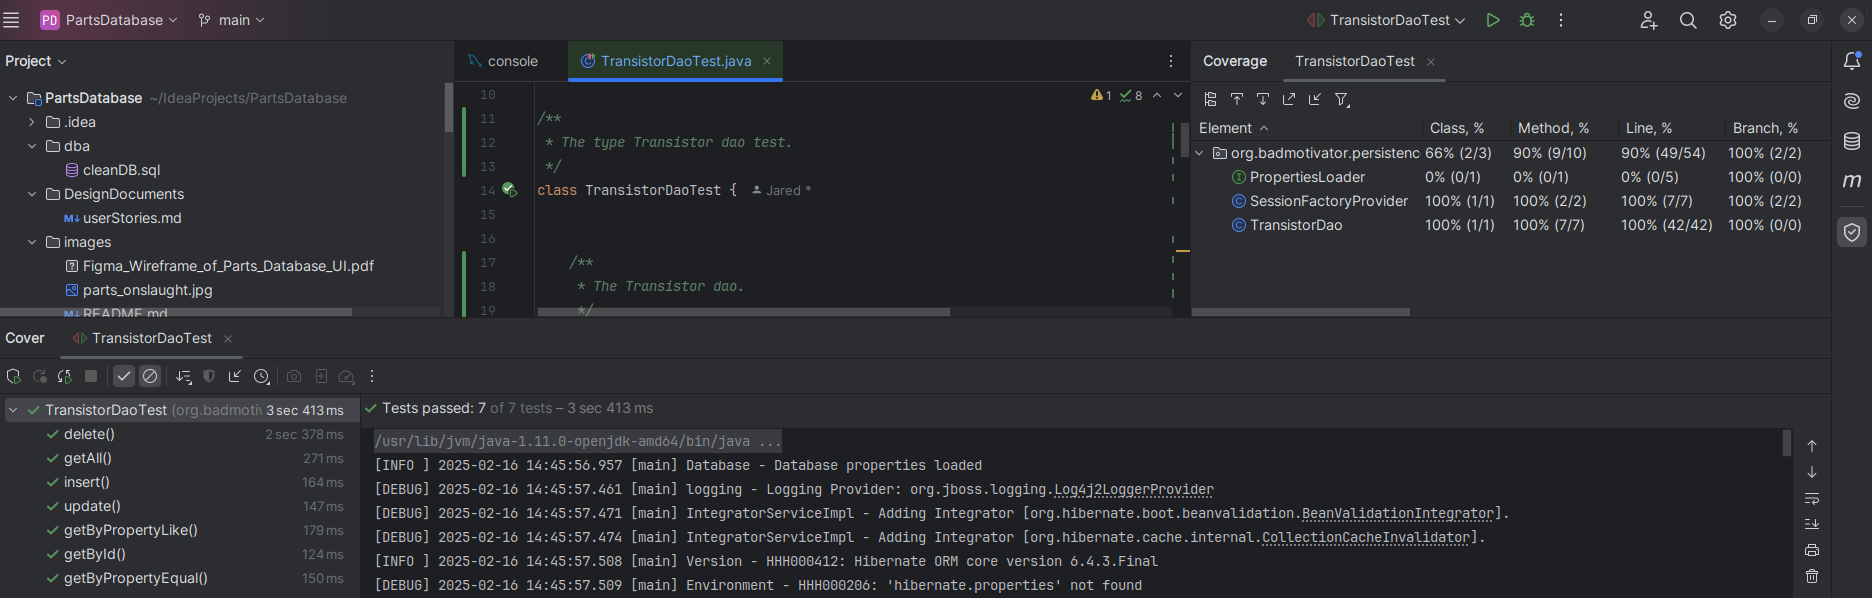 PD PartsDatabase main TransistorDaoTest
Project
PartsDatabase ~/IdeaProjects/PartsDatabase
.idea
dba
cleanDB.sql
DesignDocuments
userStories.md
images
Figma_Wireframe_of_Parts_Database_UI.pdf
parts_onslaught.jpg
README.md
console TransistorDaoTest.java
1 8
10
11 /**
12 * The type Transistor dao test.
13 */
14 class TransistorDaoTest { Jared *
15
16
17 /**
18 * The Transistor dao.
19 */
Coverage TransistorDaoTest
Element Class, % Method, % Line, % Branch, %
org.badmotivator.persistenc 66% (2/3) 90% (9/10) 90% (49/54) 100% (2/2)
PropertiesLoader 0% (0/1) 0% (0/1) 0% (0/5) 100% (0/0)
SessionFactoryProvider 100% (1/1) 100% (2/2) 100% (7/7) 100% (2/2)
TransistorDao 100% (1/1) 100% (7/7) 100% (42/42) 100% (0/0)
m
Cover TransistorDaoTest
TransistorDaoTest (org.badmotiv 3 sec 413 ms
delete() 2 sec 378 ms
getAll() 271 ms
insert() 164 ms
update() 147 ms
getByPropertyLike() 179 ms
getById() 124 ms
getByPropertyEqual() 150 ms
Tests passed: 7 of 7 tests – 3 sec 413 ms
/usr/lib/jvm/java-1.11.0-openjdk-amd64/bin/java ...
[INFO ] 2025-02-16 14:45:56.957 [main] Database - Database properties loaded
[DEBUG] 2025-02-16 14:45:57.461 [main] logging - Logging Provider: org.jboss.logging.Log4j2LoggerProvider
[DEBUG] 2025-02-16 14:45:57.471 [main] IntegratorServiceImpl - Adding Integrator [org.hibernate.boot.beanvalidation.BeanValidationIntegrator].
[DEBUG] 2025-02-16 14:45:57.474 [main] IntegratorServiceImpl - Adding Integrator [org.hibernate.cache.internal.CollectionCacheInvalidator].
[INFO ] 2025-02-16 14:45:57.508 [main] Version - HHH000412: Hibernate ORM core version 6.4.3.Final
[DEBUG] 2025-02-16 14:45:57.509 [main] Environment - HHH000206: 'hibernate.properties' not found